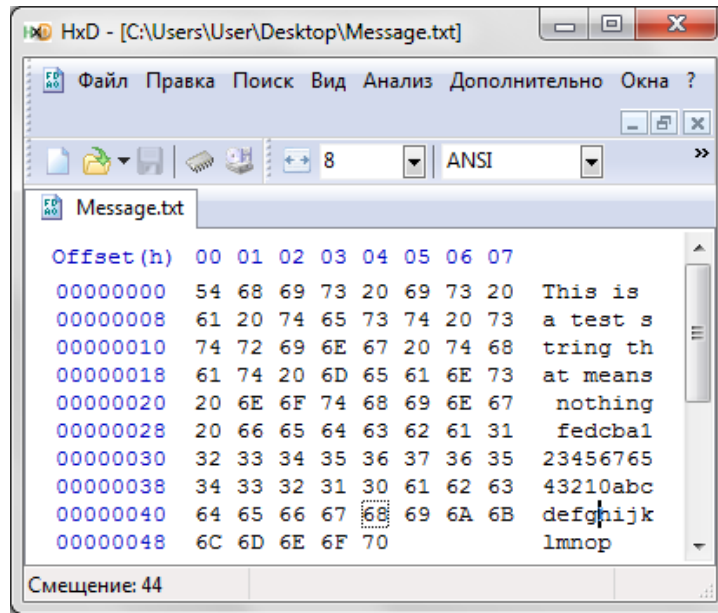 HxD - [C:\Users\User\Desktop\Message.txt]
Файл Правка Поиск Вид Анализ Дополнительно Окна ?
8 ANSI »
Message.txt
Offset(h) 00 01 02 03 04 05 06 07
00000000 54 68 69 73 20 69 73 20 This is
00000008 61 20 74 65 73 74 20 73 a test s
00000010 74 72 69 6E 67 20 74 68 tring th
00000018 61 74 20 6D 65 61 6E 73 at means
00000020 20 6E 6F 74 68 69 6E 67 nothing
00000028 20 66 65 64 63 62 61 31 fedcba1
00000030 32 33 34 35 36 37 36 35 23456765
00000038 34 33 32 31 30 61 62 63 43210abc
00000040 64 65 66 67 68 69 6A 6B defghijk
00000048 6C 6D 6E 6F 70 lmnop
Смещение: 44